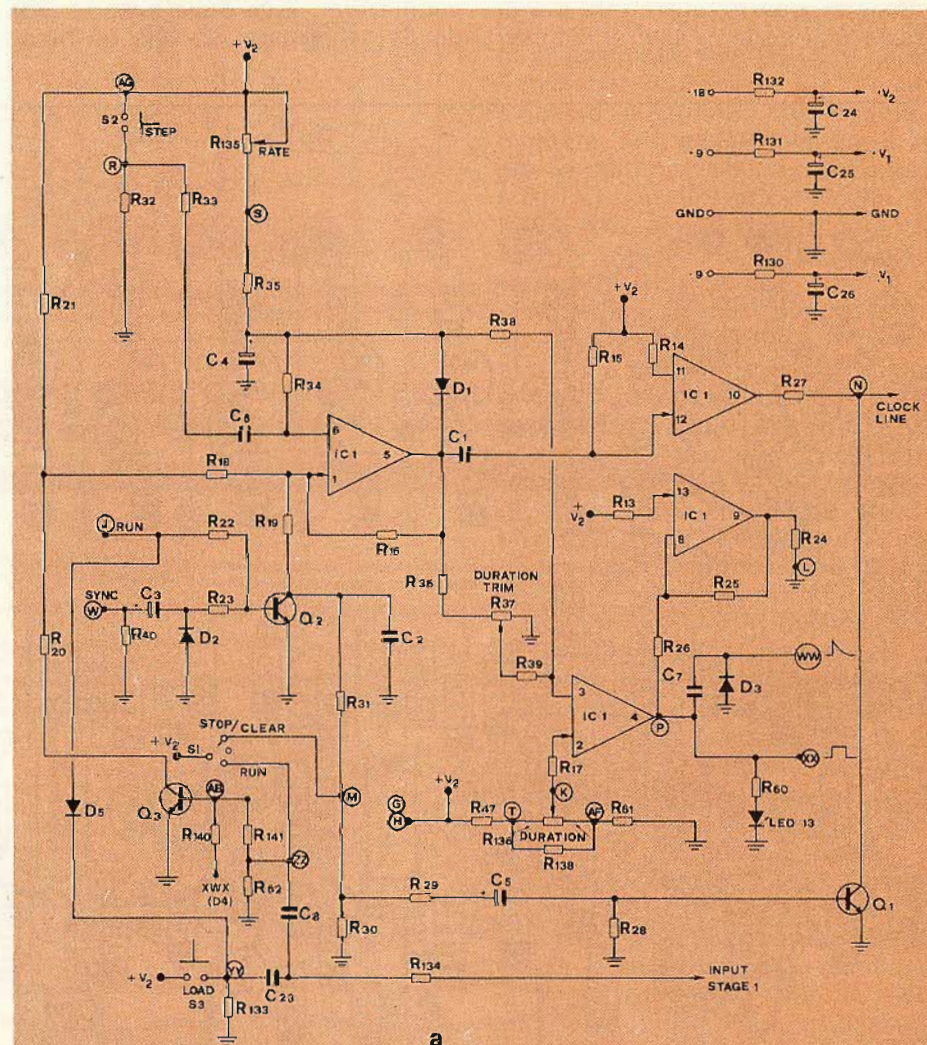 +V2
AG
S2
STEP
R135
RATE
R
R32
R33
S
R35
R21
-18
R132
+V2
C24
-9
R131
-V1
C25
GND
GND
-9
R130
-V1
C26
R38
+V2
C4
R34
D1
R15
R14
11
IC1
10
12
R27
N
CLOCK LINE
C6
6
IC1
5
1
C1
R18
R19
R16
J
RUN
R22
+V2
R13
13
IC1
9
8
R24
L
W
SYNC
C3
R23
R40
D2
Q2
C2
R36
DURATION
TRIM
R37
R39
R25
R26
R
20
R31
3
IC1
4
2
P
C7
D3
WW
STOP/CLEAR
+V2
S1
RUN
M
R17
K
XX
R60
LED 13
D5
Q3
AB
R140
R141
ZZ
R62
XWX
(D4)
C8
G
H
+V2
R47
T
R136
DURATION
AF
R61
R138
R29
C5
R28
Q1
R30
+V2
LOAD
S3
YY
R133
C23
R134
INPUT
STAGE 1
a